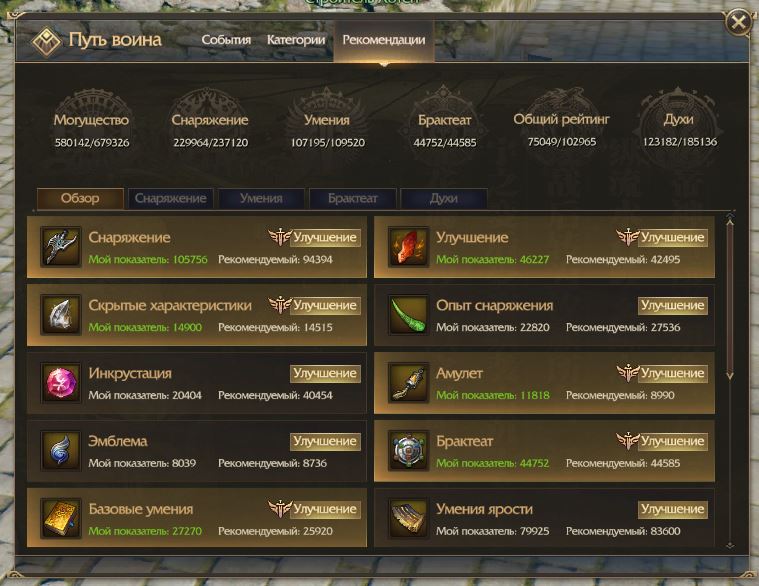 Путь воина
События Категории Рекомендации
Могущество Снаряжение Умения Брактеат Общий рейтинг Духи
580142/679326 229964/237120 107195/109520 44752/44585 75049/102965 123182/185136
Обзор Снаряжение Умения Брактеат Духи
Снаряжение Улучшение
Мой показатель: 105756 Рекомендуемый: 94394
Улучшение Улучшение
Мой показатель: 46227 Рекомендуемый: 42495
Скрытые характеристики Улучшение
Мой показатель: 14900 Рекомендуемый: 14515
Опыт снаряжения Улучшение
Мой показатель: 22820 Рекомендуемый: 27536
Инкрустация Улучшение
Мой показатель: 20404 Рекомендуемый: 40454
Амулет Улучшение
Мой показатель: 11818 Рекомендуемый: 8990
Эмблема Улучшение
Мой показатель: 8039 Рекомендуемый: 8736
Брактеат Улучшение
Мой показатель: 44752 Рекомендуемый: 44585
Базовые умения Улучшение
Мой показатель: 27270 Рекомендуемый: 25920
Умения ярости Улучшение
Мой показатель: 79925 Рекомендуемый: 83600